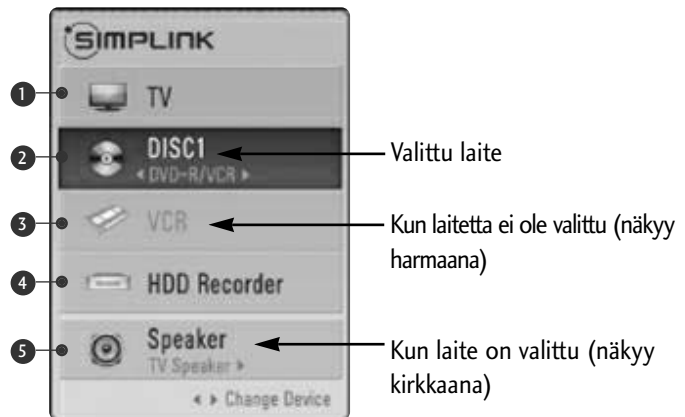 SIMPLINK
1 TV
2 DISC1
◂ DVD-R/VCR ▸
Valittu laite
3 VCR
Kun laitetta ei ole valittu (näkyy
harmaana)
4 HDD Recorder
5 Speaker
TV Speaker ▸
Kun laite on valittu (näkyy
kirkkaana)
◂ ▸ Change Device